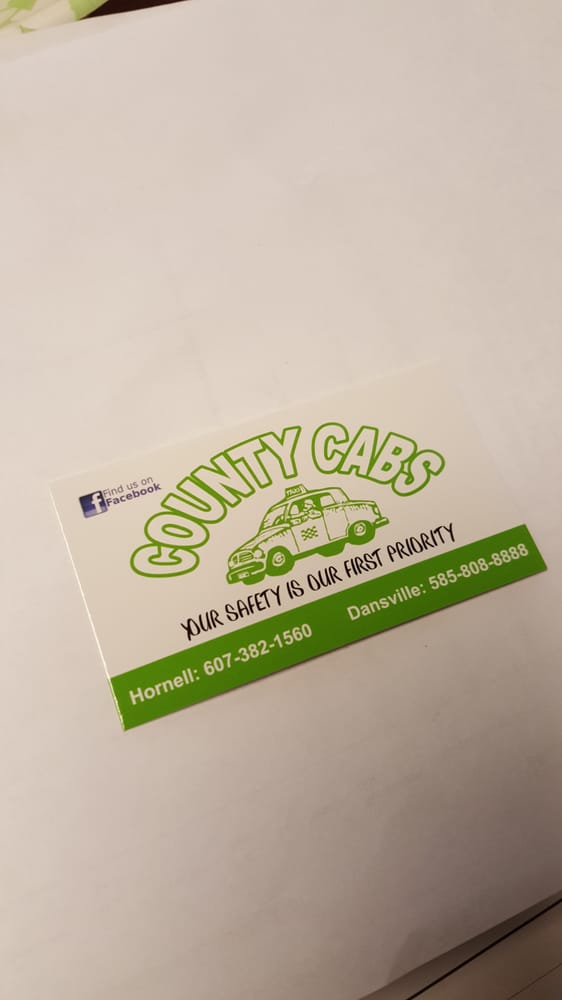 Find us on
Facebook
COUNTY CABS
TAXI
YOUR SAFETY IS OUR FIRST PRIORITY
Hornell: 607-382-1560
Dansville: 585-808-8888